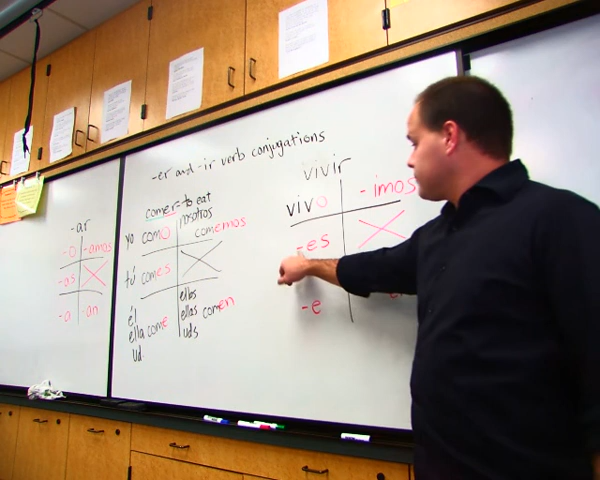 -er and -ir verb conjugations
-ar
-o -amos
-as
-a -an
comer - to eat
nosotros
yo como comemos
tú comes
él ellos
ella come ellas comen
ud. uds
vivir
vivo -imos
-es
-e